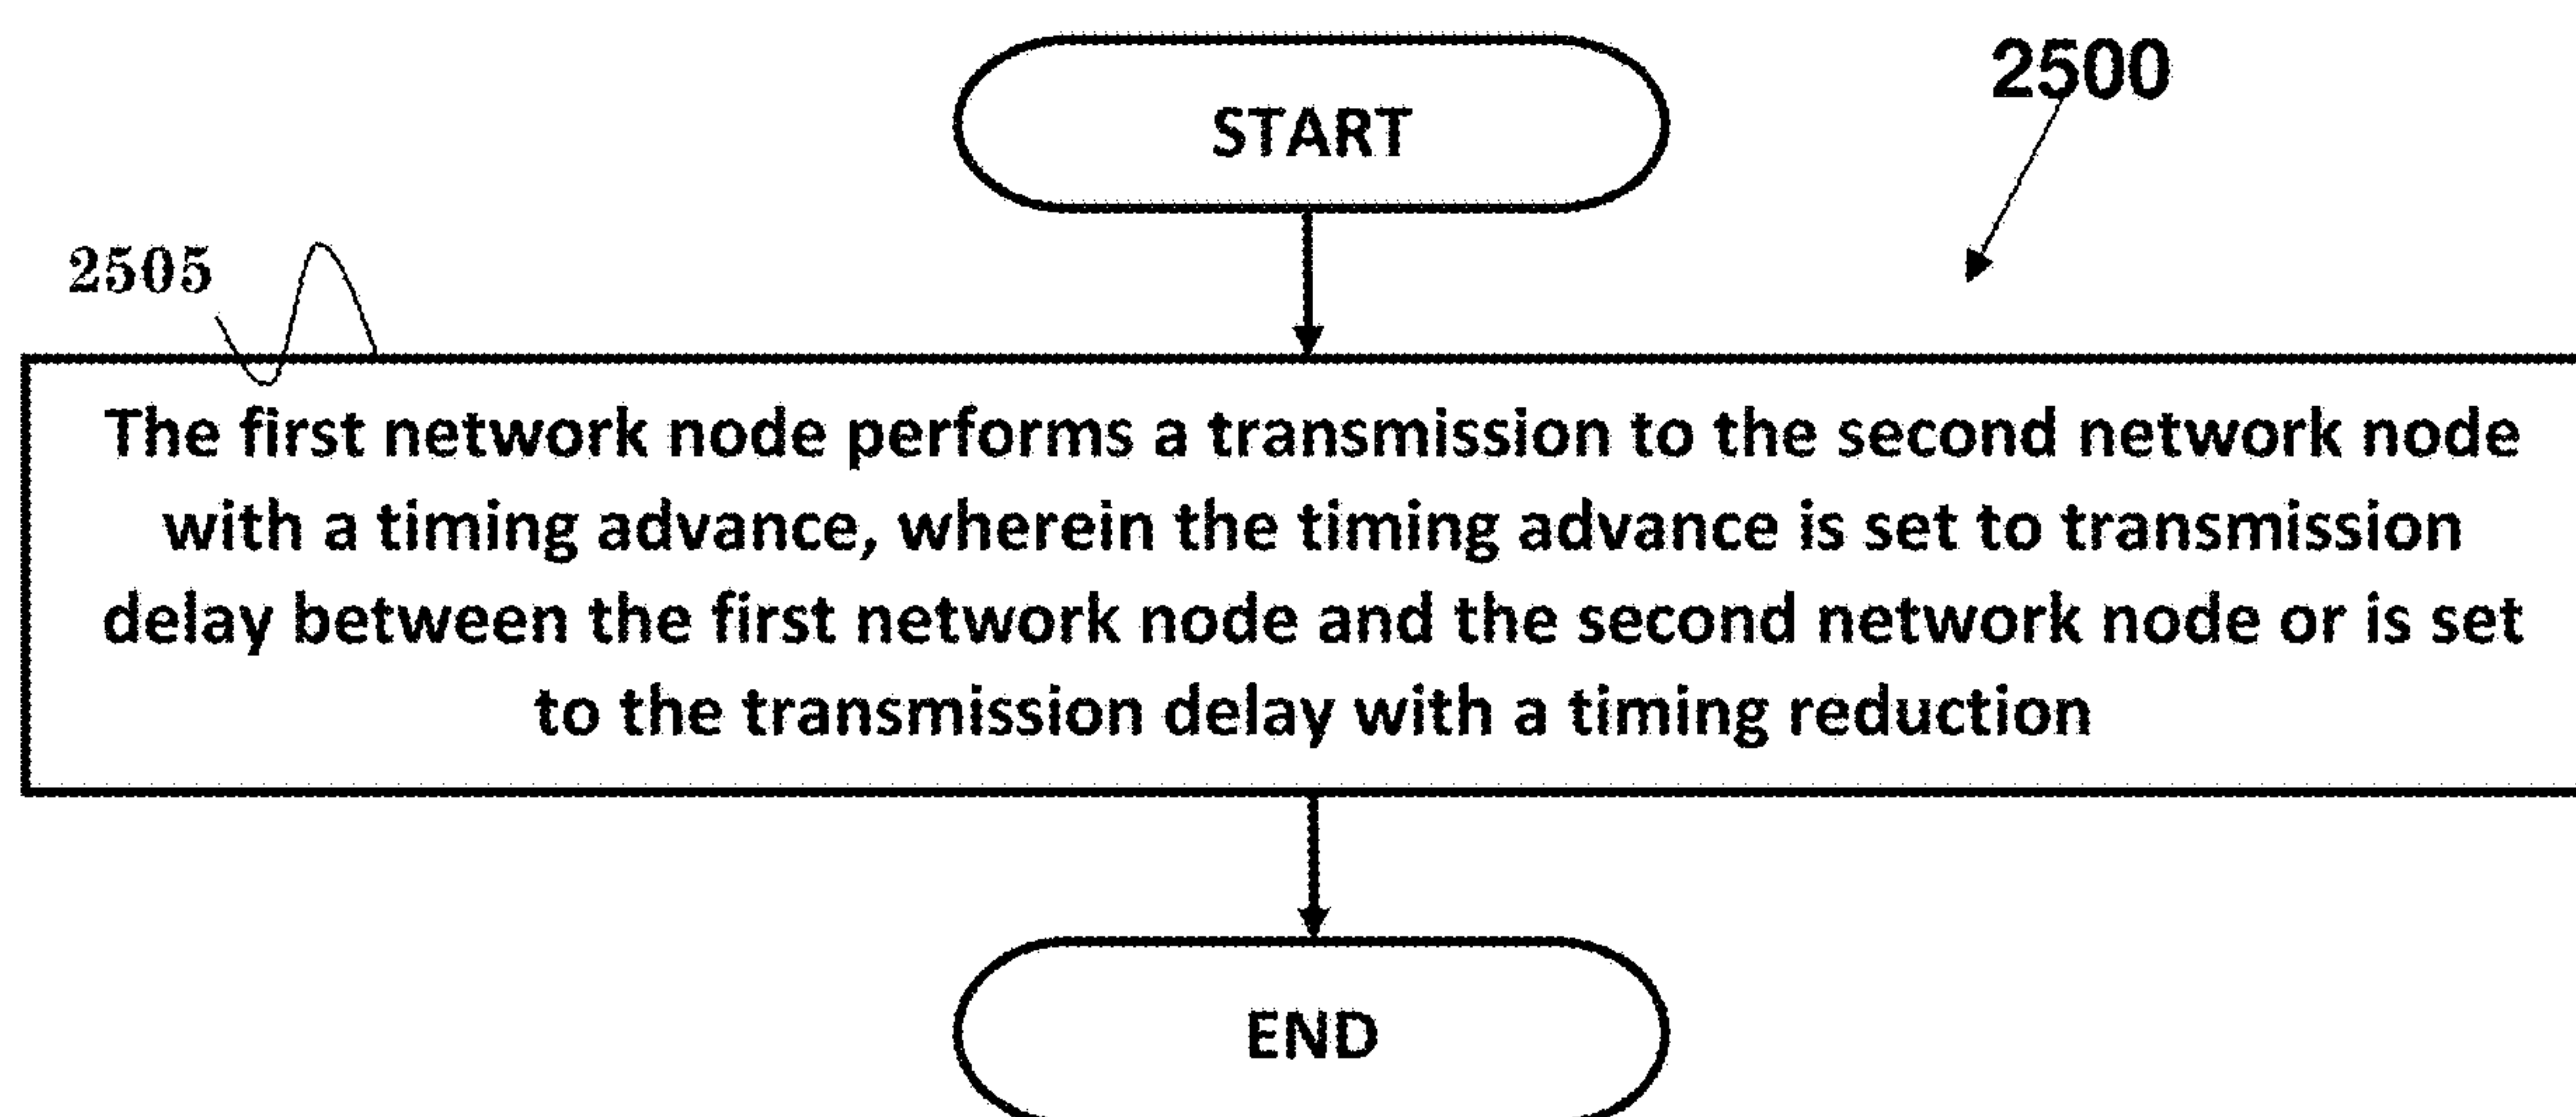 START
2500
2505
The first network node performs a transmission to the second network node
with a timing advance, wherein the timing advance is set to transmission
delay between the first network node and the second network node or is set
to the transmission delay with a timing reduction
END